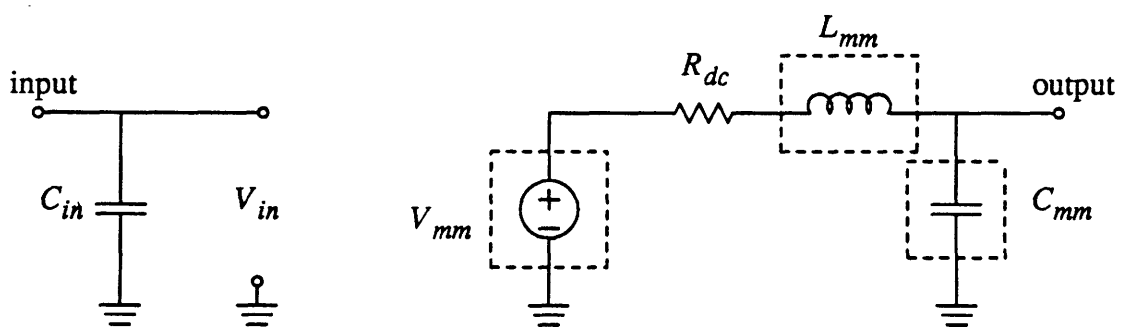 L_mm
R_dc
input
output
C_in
V_in
V_mm
+
−
C_mm